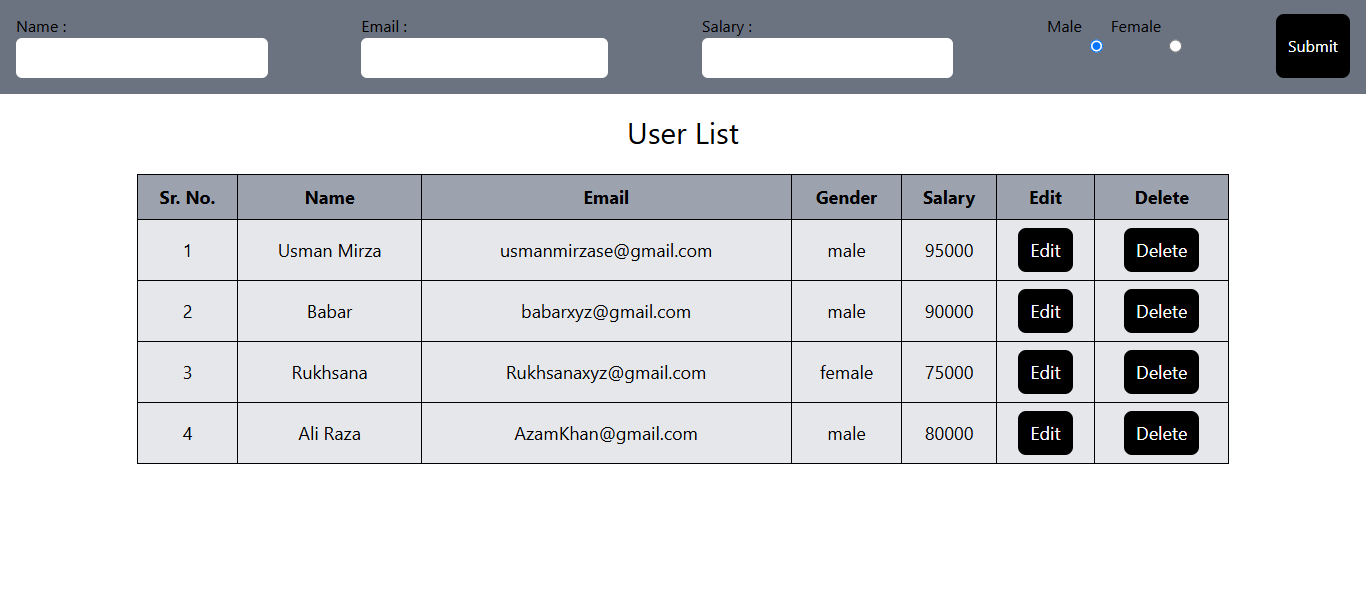 Name : Email : Salary : Male Female
Submit
User List
Sr. No. Name Email Gender Salary Edit Delete
1 Usman Mirza usmanmirzase@gmail.com male 95000 Edit Delete
2 Babar babarxyz@gmail.com male 90000 Edit Delete
3 Rukhsana Rukhsanaxyz@gmail.com female 75000 Edit Delete
4 Ali Raza AzamKhan@gmail.com male 80000 Edit Delete